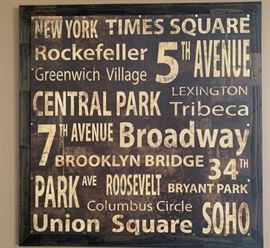 NEW YORK TIMES SQUARE
Rockefeller 5TH AVENUE
Greenwich Village
LEXINGTON
CENTRAL PARK Tribeca
7TH AVENUE Broadway
BROOKLYN BRIDGE 34TH
PARK AVE ROOSEVELT BRYANT PARK
Columbus Circle
Union Square SOHO